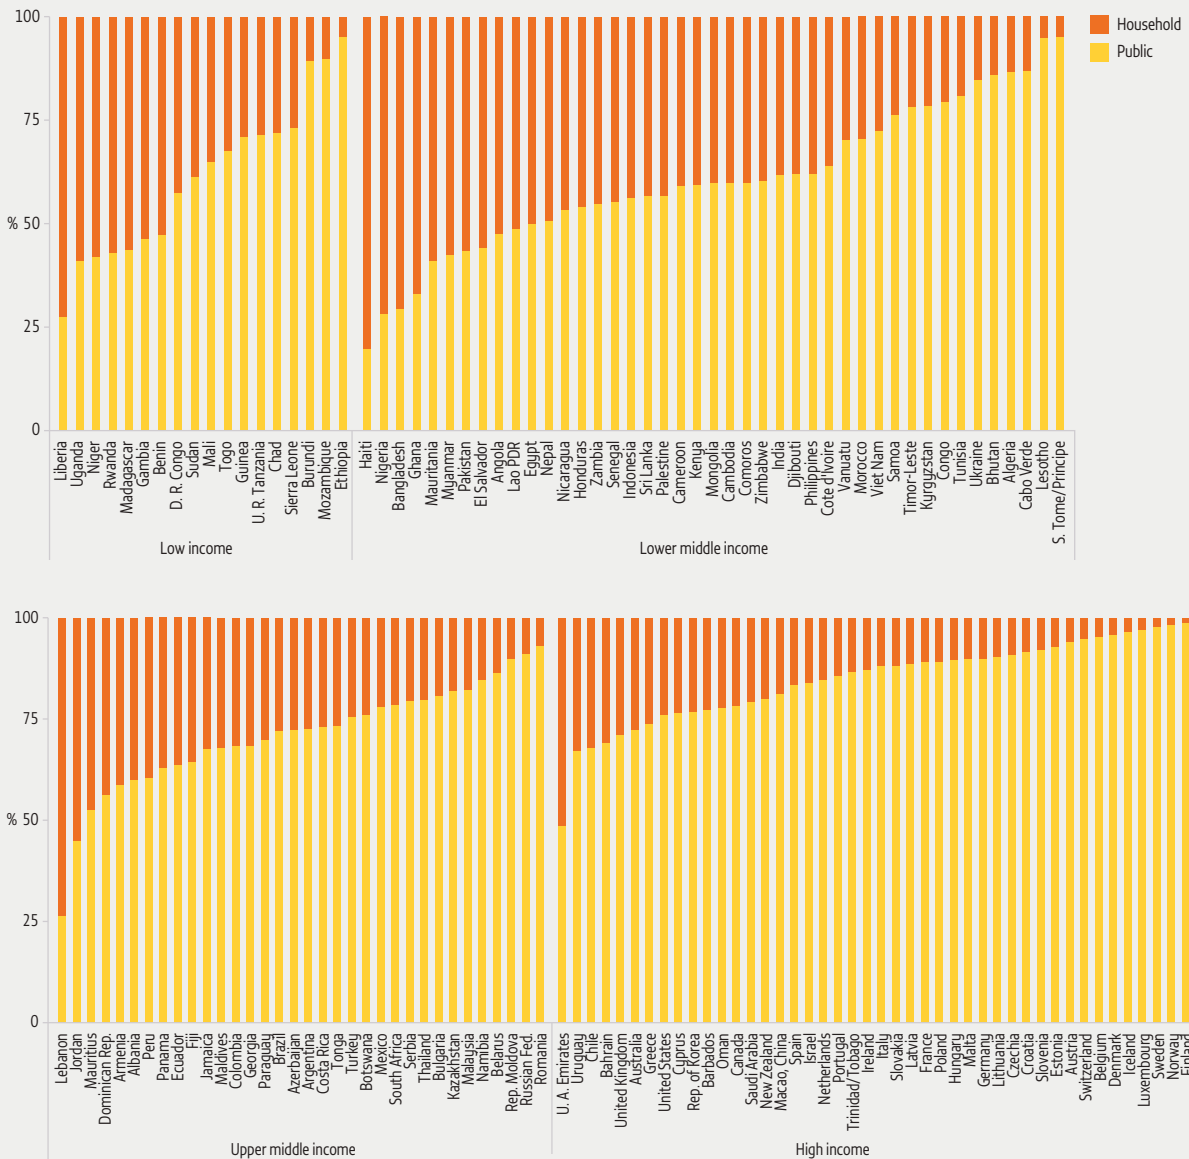 100
75
% 50
25
0
Household
Public
Liberia
Uganda
Niger
Rwanda
Madagascar
Gambia
Benin
D. R. Congo
Sudan
Mali
Togo
Guinea
U. R. Tanzania
Chad
Sierra Leone
Burundi
Mozambique
Ethiopia
Haiti
Nigeria
Bangladesh
Ghana
Mauritania
Myanmar
Pakistan
El Salvador
Angola
Lao PDR
Egypt
Nepal
Nicaragua
Honduras
Zambia
Senegal
Indonesia
Sri Lanka
Palestine
Cameroon
Kenya
Mongolia
Cambodia
Comoros
Zimbabwe
India
Djibouti
Philippines
Cote d'Ivoire
Vanuatu
Morocco
Viet Nam
Samoa
Timor-Leste
Kyrgyzstan
Congo
Tunisia
Ukraine
Bhutan
Algeria
Cabo Verde
Lesotho
S. Tome/Principe
Low income
Lower middle income
100
75
% 50
25
0
Lebanon
Jordan
Mauritius
Dominican Rep.
Armenia
Albania
Peru
Panama
Ecuador
Fiji
Jamaica
Maldives
Colombia
Georgia
Paraguay
Brazil
Azerbaijan
Argentina
Costa Rica
Tonga
Turkey
Botswana
Mexico
South Africa
Serbia
Thailand
Bulgaria
Kazakhstan
Malaysia
Namibia
Belarus
Rep. Moldova
Russian Fed.
Romania
U. A. Emirates
Uruguay
Chile
Bahrain
United Kingdom
Australia
Greece
United States
Cyprus
Rep. of Korea
Barbados
Oman
Canada
Saudi Arabia
New Zealand
Macao, China
Spain
Israel
Netherlands
Portugal
Trinidad/Tobago
Ireland
Italy
Slovakia
Latvia
France
Poland
Hungary
Malta
Germany
Lithuania
Czechia
Croatia
Slovenia
Estonia
Austria
Switzerland
Belgium
Denmark
Iceland
Luxembourg
Sweden
Norway
Finland
Upper middle income
High income